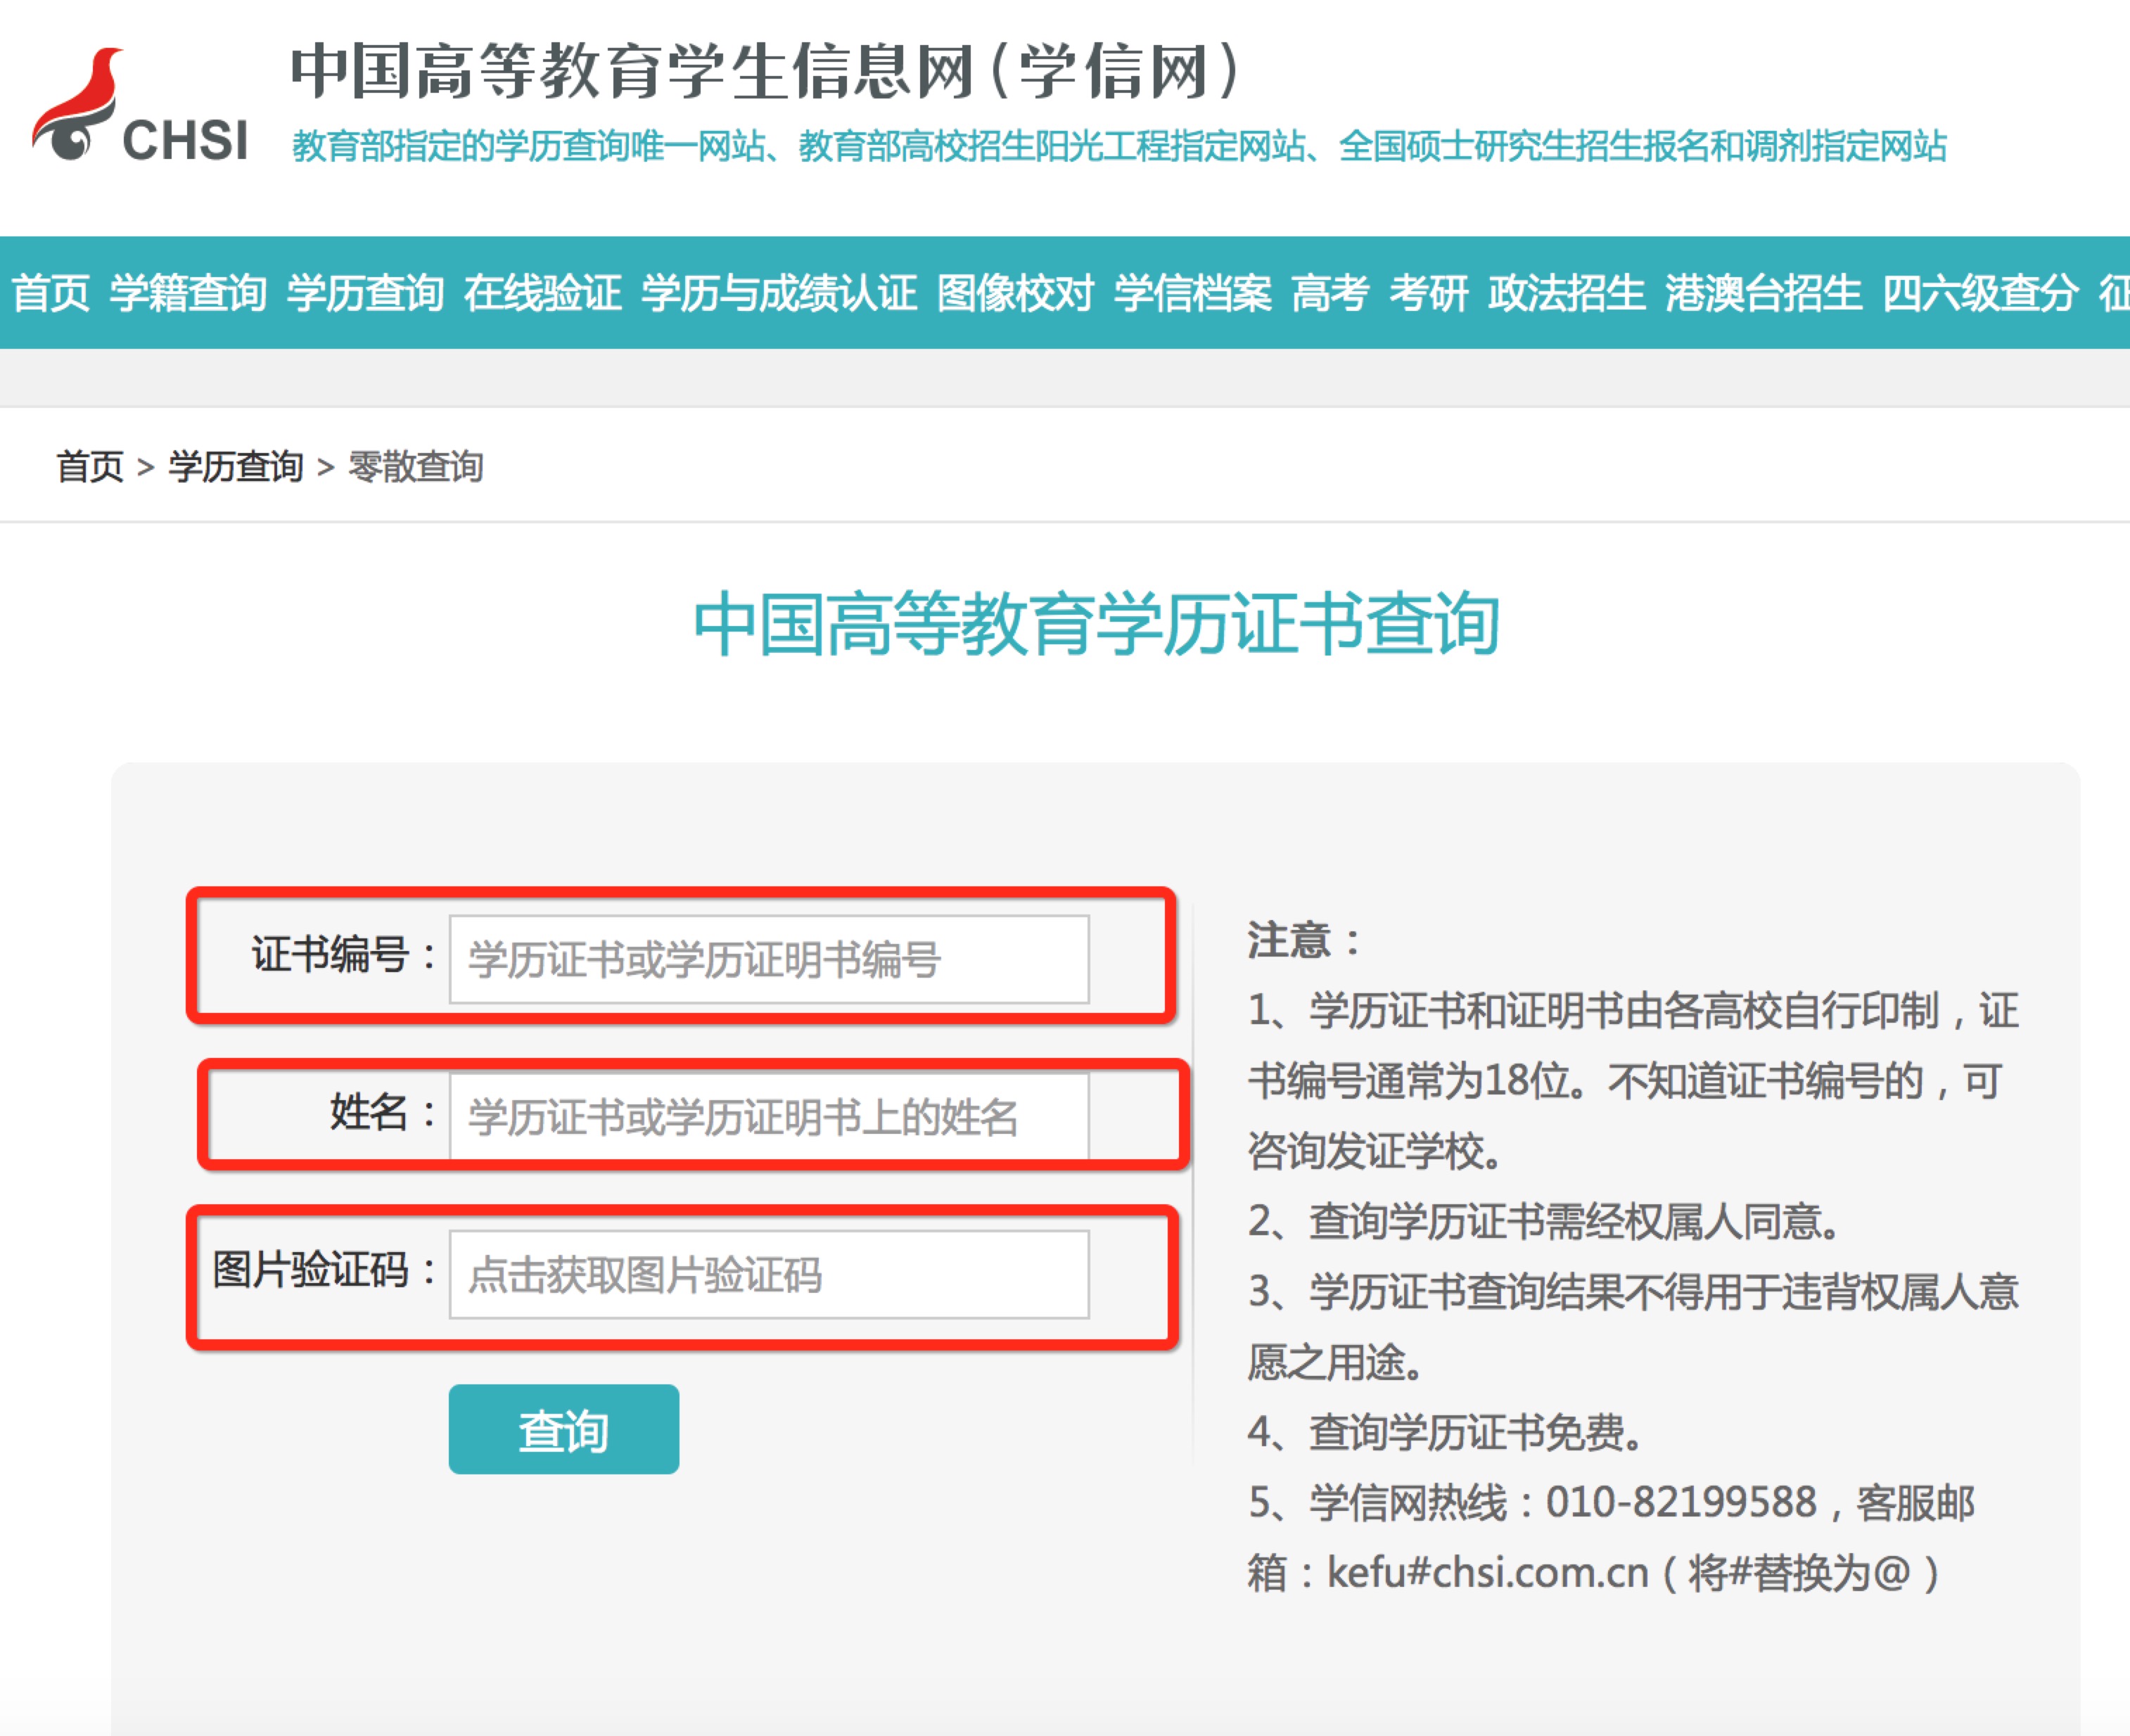 CHSI
中国高等教育学生信息网(学信网)
教育部指定的学历查询唯一网站、教育部高校招生阳光工程指定网站、全国硕士研究生招生报名和调剂指定网站
首页 学籍查询 学历查询 在线验证 学历与成绩认证 图像校对 学信档案 高考 考研 政法招生 港澳台招生 四六级查分 征
首页 > 学历查询 > 零散查询
中国高等教育学历证书查询
证书编号：学历证书或学历证明书编号
姓名：学历证书或学历证明书上的姓名
图片验证码：点击获取图片验证码
查询
注意：
1、学历证书和证明书由各高校自行印制，证
书编号通常为18位。不知道证书编号的，可
咨询发证学校。
2、查询学历证书需经权属人同意。
3、学历证书查询结果不得用于违背权属人意
愿之用途。
4、查询学历证书免费。
5、学信网热线：010-82199588，客服邮
箱：kefu#chsi.com.cn（将#替换为@）